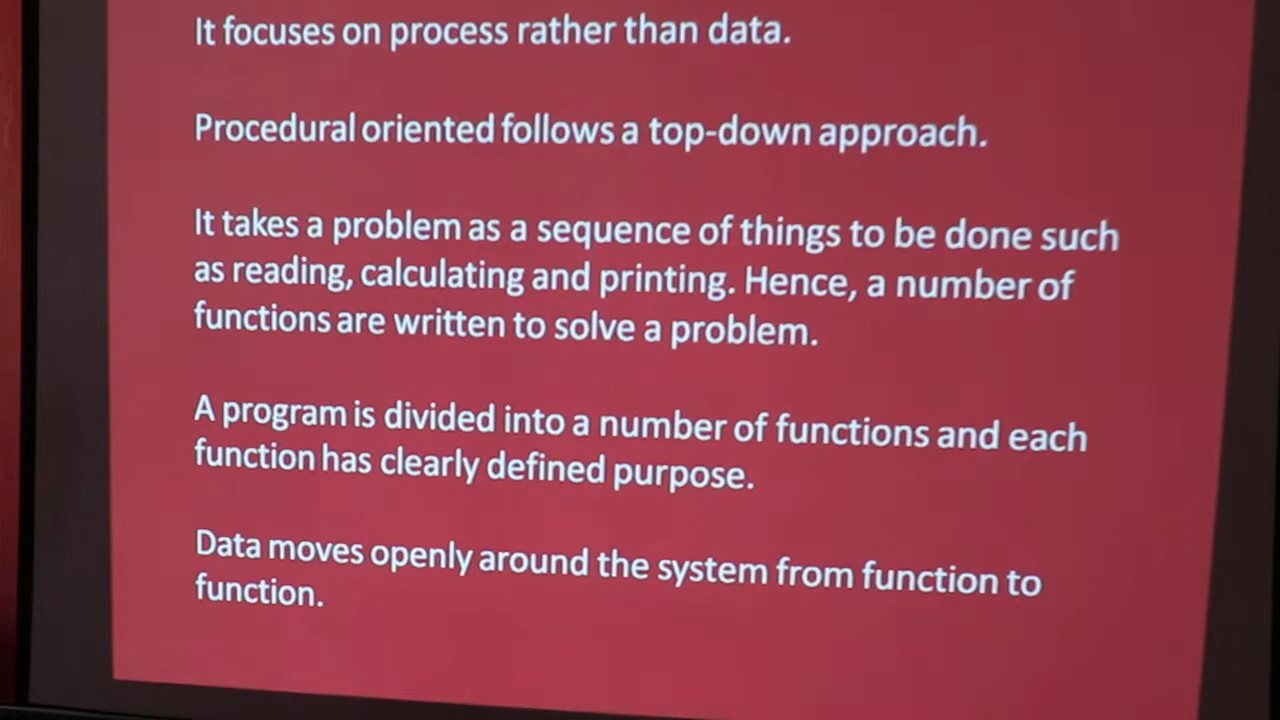 It focuses on process rather than data.
Procedural oriented follows a top-down approach.
It takes a problem as a sequence of things to be done such
as reading, calculating and printing. Hence, a number of
functions are written to solve a problem.
A program is divided into a number of functions and each
function has clearly defined purpose.
Data moves openly around the system from function to
function.